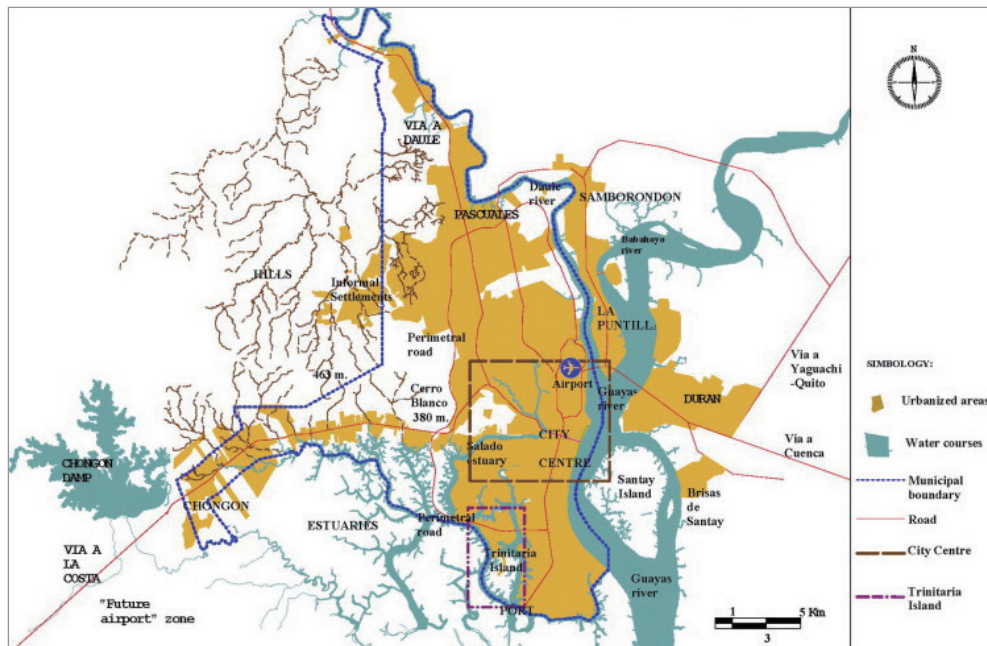 N
VIA A
DAULE
Daule
river
SAMBORONDON
PASCUALES
Babahoyo
river
HILLS
Informal
Settlements
LA
PUNTILL
Perimetral
road
Via a
Yaguachi
-Quito
463 m.
Cerro
Blanco
380 m.
Airport
Guayas
river
DURAN
CITY
CENTRE
Salado
estuary
Via a
Cuenca
CHONGON
DAMP
Santay
Island
Brisas
de
Santay
CHONGON
ESTUARIES
Perimetral
road
Trinitaria
Island
VIA A
LA
COSTA
Guayas
river
PORT
"Future
airport" zone
1
5 Km
3
SIMBOLOGY:
Urbanized areas
Water courses
Municipal
boundary
Road
City Centre
Trinitaria
Island